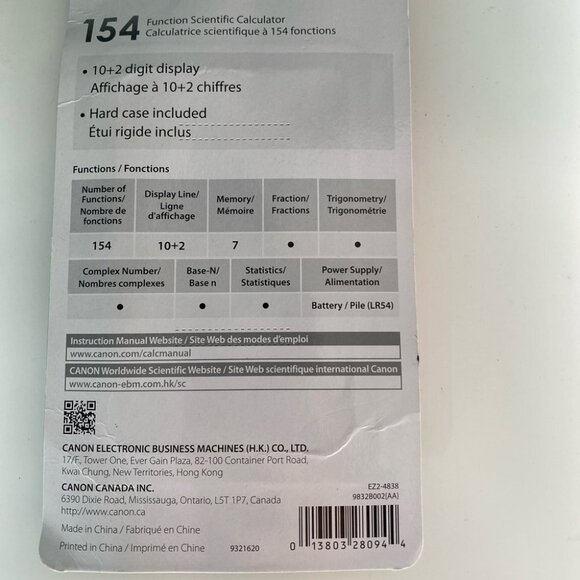 154 Function Scientific Calculator
Calculatrice scientifique à 154 fonctions
• 10+2 digit display
Affichage à 10+2 chiffres
• Hard case included
Étui rigide inclus
Functions / Fonctions
Number of Functions/ Nombre de fonctions
Display Line/ Ligne d'affichage
Memory/ Mémoire
Fraction/ Fractions
Trigonometry/ Trigonométrie
154 10+2 7 • •
Complex Number/ Nombres complexes
Base-N/ Base n
Statistics/ Statistiques
Power Supply/ Alimentation
• • • Battery / Pile (LR54)
Instruction Manual Website / Site Web des modes d'emploi
www.canon.com/calcmanual
CANON Worldwide Scientific Website / Site Web scientifique international Canon
www.canon-ebm.com.hk/sc
CANON ELECTRONIC BUSINESS MACHINES (H.K.) CO., LTD.
17/F., Tower One, Ever Gain Plaza, 82-100 Container Port Road,
Kwai Chung, New Territories, Hong Kong
CANON CANADA INC.
6390 Dixie Road, Mississauga, Ontario, L5T 1P7, Canada
http://www.canon.ca
Made in China / Fabriqué en Chine
Printed in China / Imprimé en Chine
9321620
EZ2-4838
9832B002(AA)
0 13803 28094 4